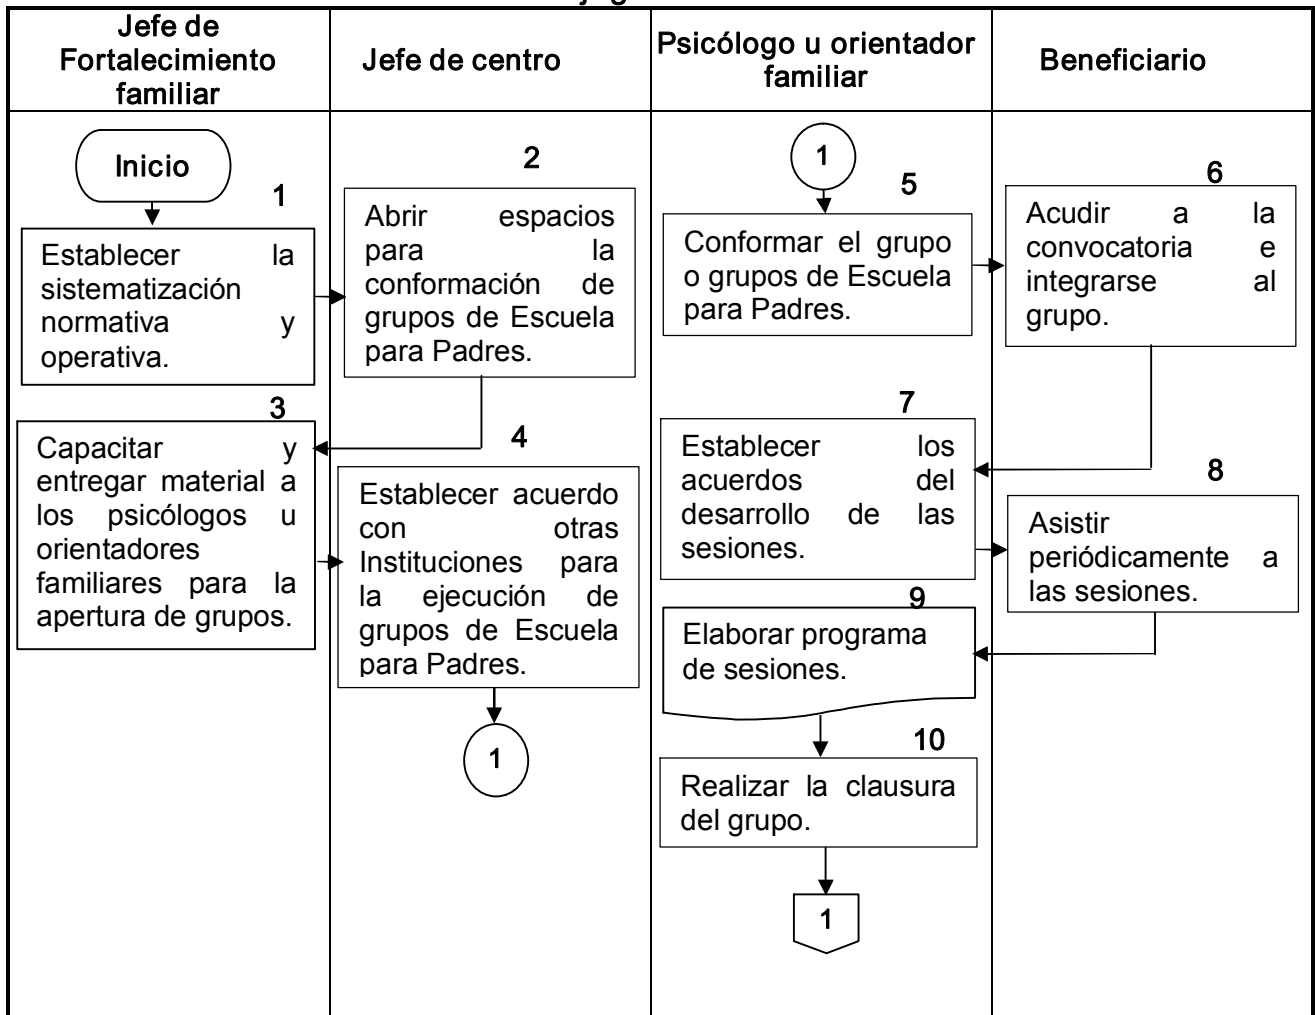 Jefe de
Fortalecimiento
familiar
Jefe de centro
Psicólogo u orientador
familiar
Beneficiario
Inicio
1
Establecer la
sistematización
normativa y
operativa.
2
Abrir espacios
para la
conformación de
grupos de Escuela
para Padres.
3
Capacitar y
entregar material a
los psicólogos u
orientadores
familiares para la
apertura de grupos.
4
Establecer acuerdo
con otras
Instituciones para
la ejecución de
grupos de Escuela
para Padres.
1
1
5
Conformar el grupo
o grupos de Escuela
para Padres.
6
Acudir a la
convocatoria e
integrarse al
grupo.
7
Establecer los
acuerdos del
desarrollo de las
sesiones.
8
Asistir
periódicamente a
las sesiones.
9
Elaborar programa
de sesiones.
10
Realizar la clausura
del grupo.
1